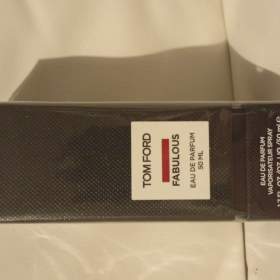 TOM FORD
FABULOUS
EAU DE PARFUM
50 ML
EAU DE PARFUM
VAPORISATEUR SPRAY